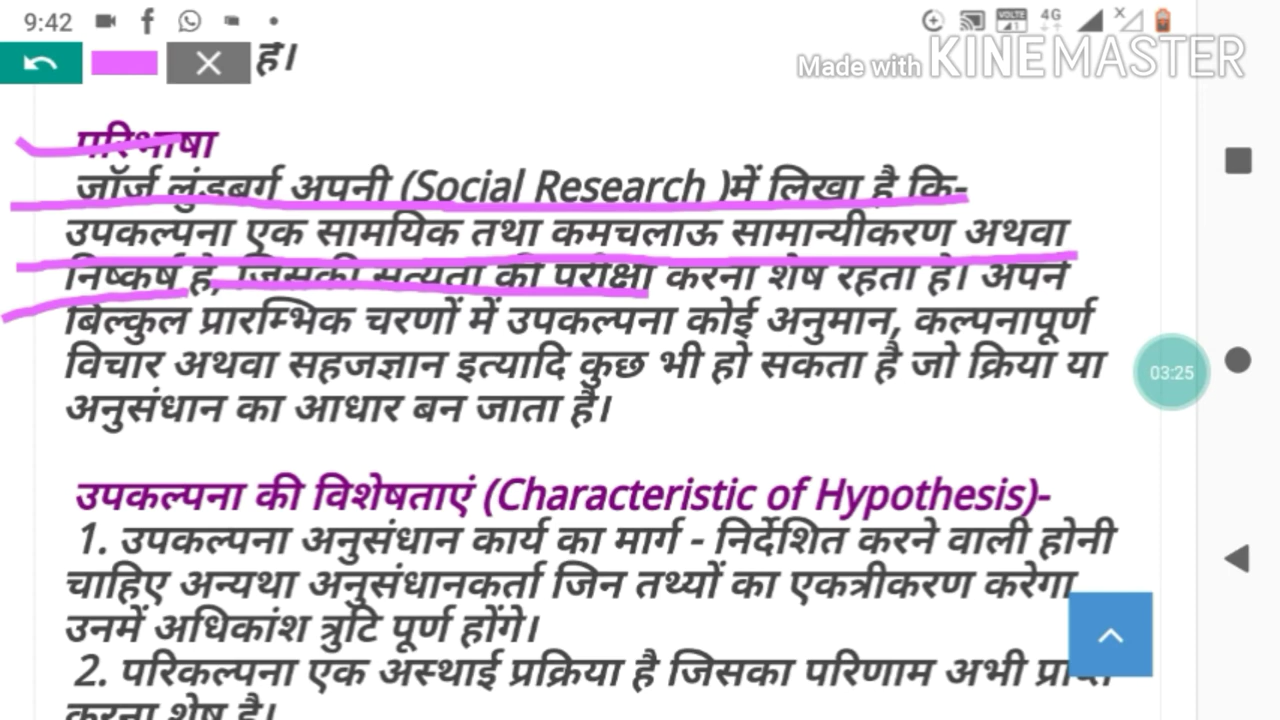 9:42
4G
VOLTE
Made with KINEMASTER
है।
परिभाषा
जॉर्ज लुंडबर्ग अपनी (Social Research )में लिखा है कि-
उपकल्पना एक सामयिक तथा कमचलाऊ सामान्यीकरण अथवा
निष्कर्ष है, जिसकी सत्यता की परीक्षा करना शेष रहता है। अपने
बिल्कुल प्रारम्भिक चरणों में उपकल्पना कोई अनुमान, कल्पनापूर्ण
विचार अथवा सहजज्ञान इत्यादि कुछ भी हो सकता है जो क्रिया या
03:25
अनुसंधान का आधार बन जाता है।
उपकल्पना की विशेषताएं (Characteristic of Hypothesis)-
1. उपकल्पना अनुसंधान कार्य का मार्ग - निर्देशित करने वाली होनी
चाहिए अन्यथा अनुसंधानकर्ता जिन तथ्यों का एकत्रीकरण करेगा
उनमें अधिकांश त्रुटि पूर्ण होंगे।
2. परिकल्पना एक अस्थाई प्रक्रिया है जिसका परिणाम अभी प्राप्त
करना शेष है।